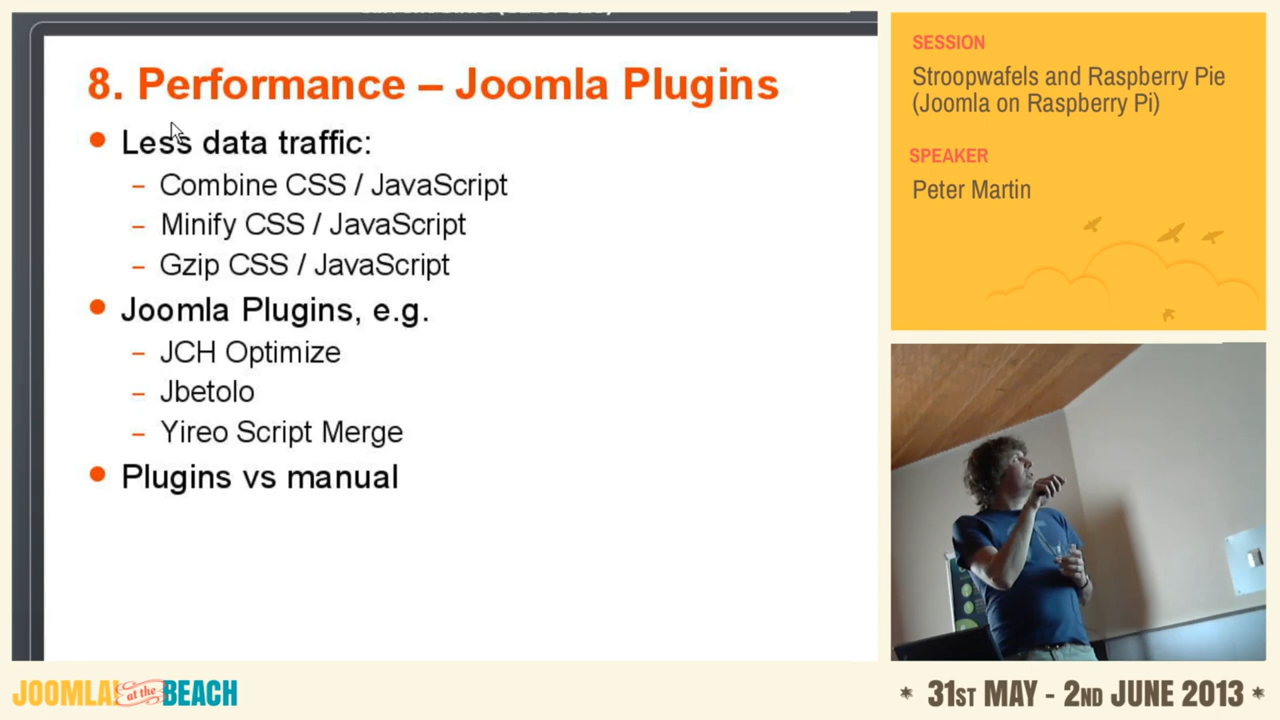 8. Performance – Joomla Plugins
Less data traffic:
– Combine CSS / JavaScript
– Minify CSS / JavaScript
– Gzip CSS / JavaScript
Joomla Plugins, e.g.
– JCH Optimize
– Jbetolo
– Yireo Script Merge
Plugins vs manual
SESSION
Stroopwafels and Raspberry Pie
(Joomla on Raspberry Pi)
SPEAKER
Peter Martin
JOOMLA! at the BEACH
* 31ST MAY - 2ND JUNE 2013 *